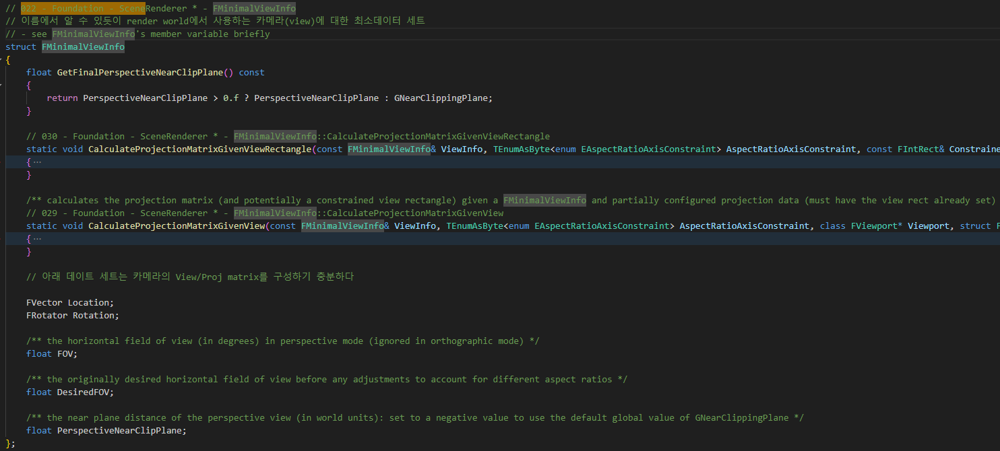 // 022 - Foundation - SceneRenderer * - FMinimalViewInfo
// 이름에서 알 수 있듯이 render world에서 사용하는 카메라(view)에 대한 최소데이터 세트
// - see FMinimalViewInfo's member variable briefly
struct FMinimalViewInfo
{
float GetFinalPerspectiveNearClipPlane() const
{
return PerspectiveNearClipPlane > 0.f ? PerspectiveNearClipPlane : GNearClippingPlane;
}
// 030 - Foundation - SceneRenderer * - FMinimalViewInfo::CalculateProjectionMatrixGivenViewRectangle
static void CalculateProjectionMatrixGivenViewRectangle(const FMinimalViewInfo& ViewInfo, TEnumAsByte<enum EAspectRatioAxisConstraint> AspectRatioAxisConstraint, const FIntRect& Constraine
{ ···
}
/** calculates the projection matrix (and potentially a constrained view rectangle) given a FMinimalViewInfo and partially configured projection data (must have the view rect already set)
// 029 - Foundation - SceneRenderer * - FMinimalViewInfo::CalculateProjectionMatrixGivenView
static void CalculateProjectionMatrixGivenView(const FMinimalViewInfo& ViewInfo, TEnumAsByte<enum EAspectRatioAxisConstraint> AspectRatioAxisConstraint, class FViewport* Viewport, struct F
{ ···
}
// 아래 데이트 세트는 카메라의 View/Proj matrix를 구성하기 충분하다
FVector Location;
FRotator Rotation;
/** the horizontal field of view (in degrees) in perspective mode (ignored in orthographic mode) */
float FOV;
/** the originally desired horizontal field of view before any adjustments to account for different aspect ratios */
float DesiredFOV;
/** the near plane distance of the perspective view (in world units): set to a negative value to use the default global value of GNearClippingPlane */
float PerspectiveNearClipPlane;
};